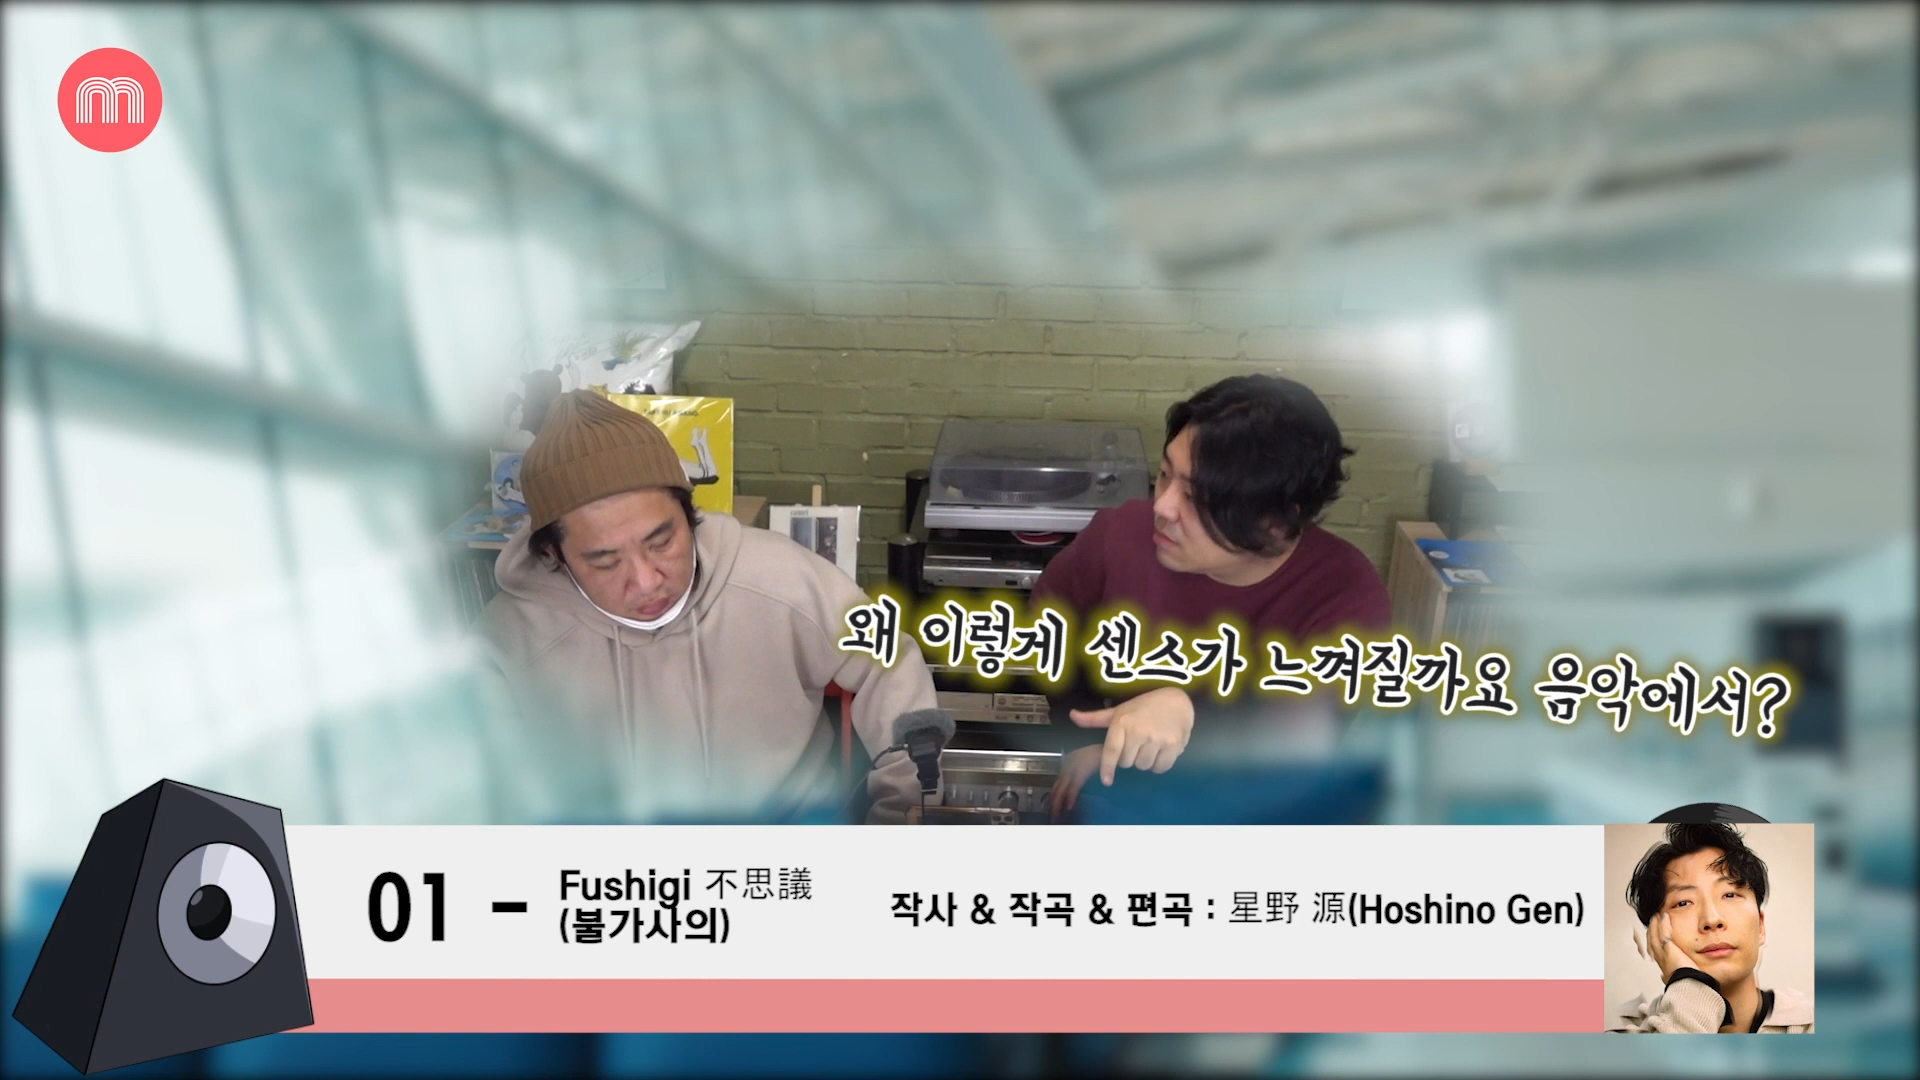 왜 이렇게 센스가 느껴질까요 음악에서?
01 - Fushigi 不思議
(불가사의)
작사 & 작곡 & 편곡 : 星野 源(Hoshino Gen)